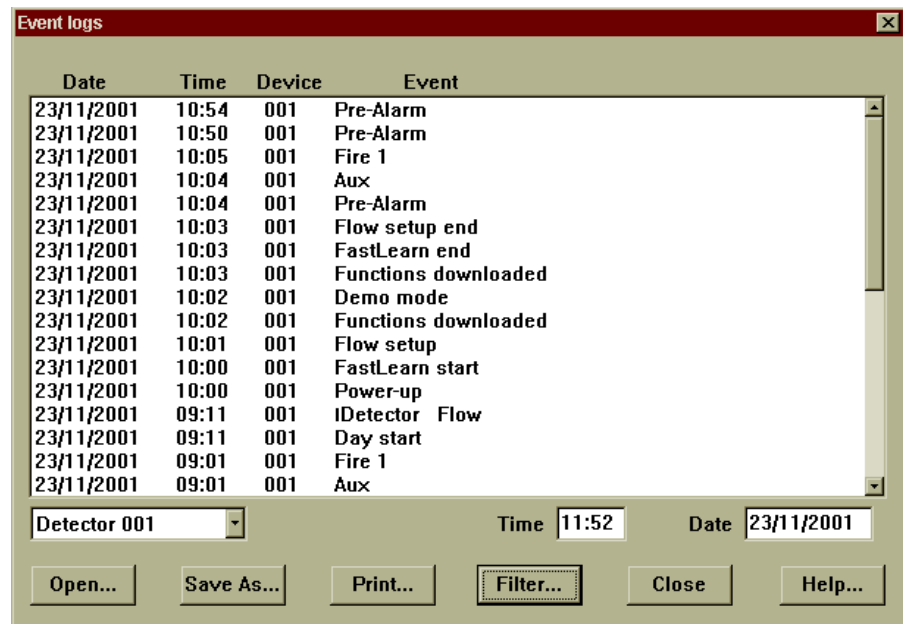 Event logs
Date Time Device Event
23/11/2001 10:54 001 Pre-Alarm
23/11/2001 10:50 001 Pre-Alarm
23/11/2001 10:05 001 Fire 1
23/11/2001 10:04 001 Aux
23/11/2001 10:04 001 Pre-Alarm
23/11/2001 10:03 001 Flow setup end
23/11/2001 10:03 001 FastLearn end
23/11/2001 10:03 001 Functions downloaded
23/11/2001 10:02 001 Demo mode
23/11/2001 10:02 001 Functions downloaded
23/11/2001 10:01 001 Flow setup
23/11/2001 10:00 001 FastLearn start
23/11/2001 10:00 001 Power-up
23/11/2001 09:11 001 IDetector Flow
23/11/2001 09:11 001 Day start
23/11/2001 09:01 001 Fire 1
23/11/2001 09:01 001 Aux
Detector 001 Time 11:52 Date 23/11/2001
Open... Save As... Print... Filter... Close Help...